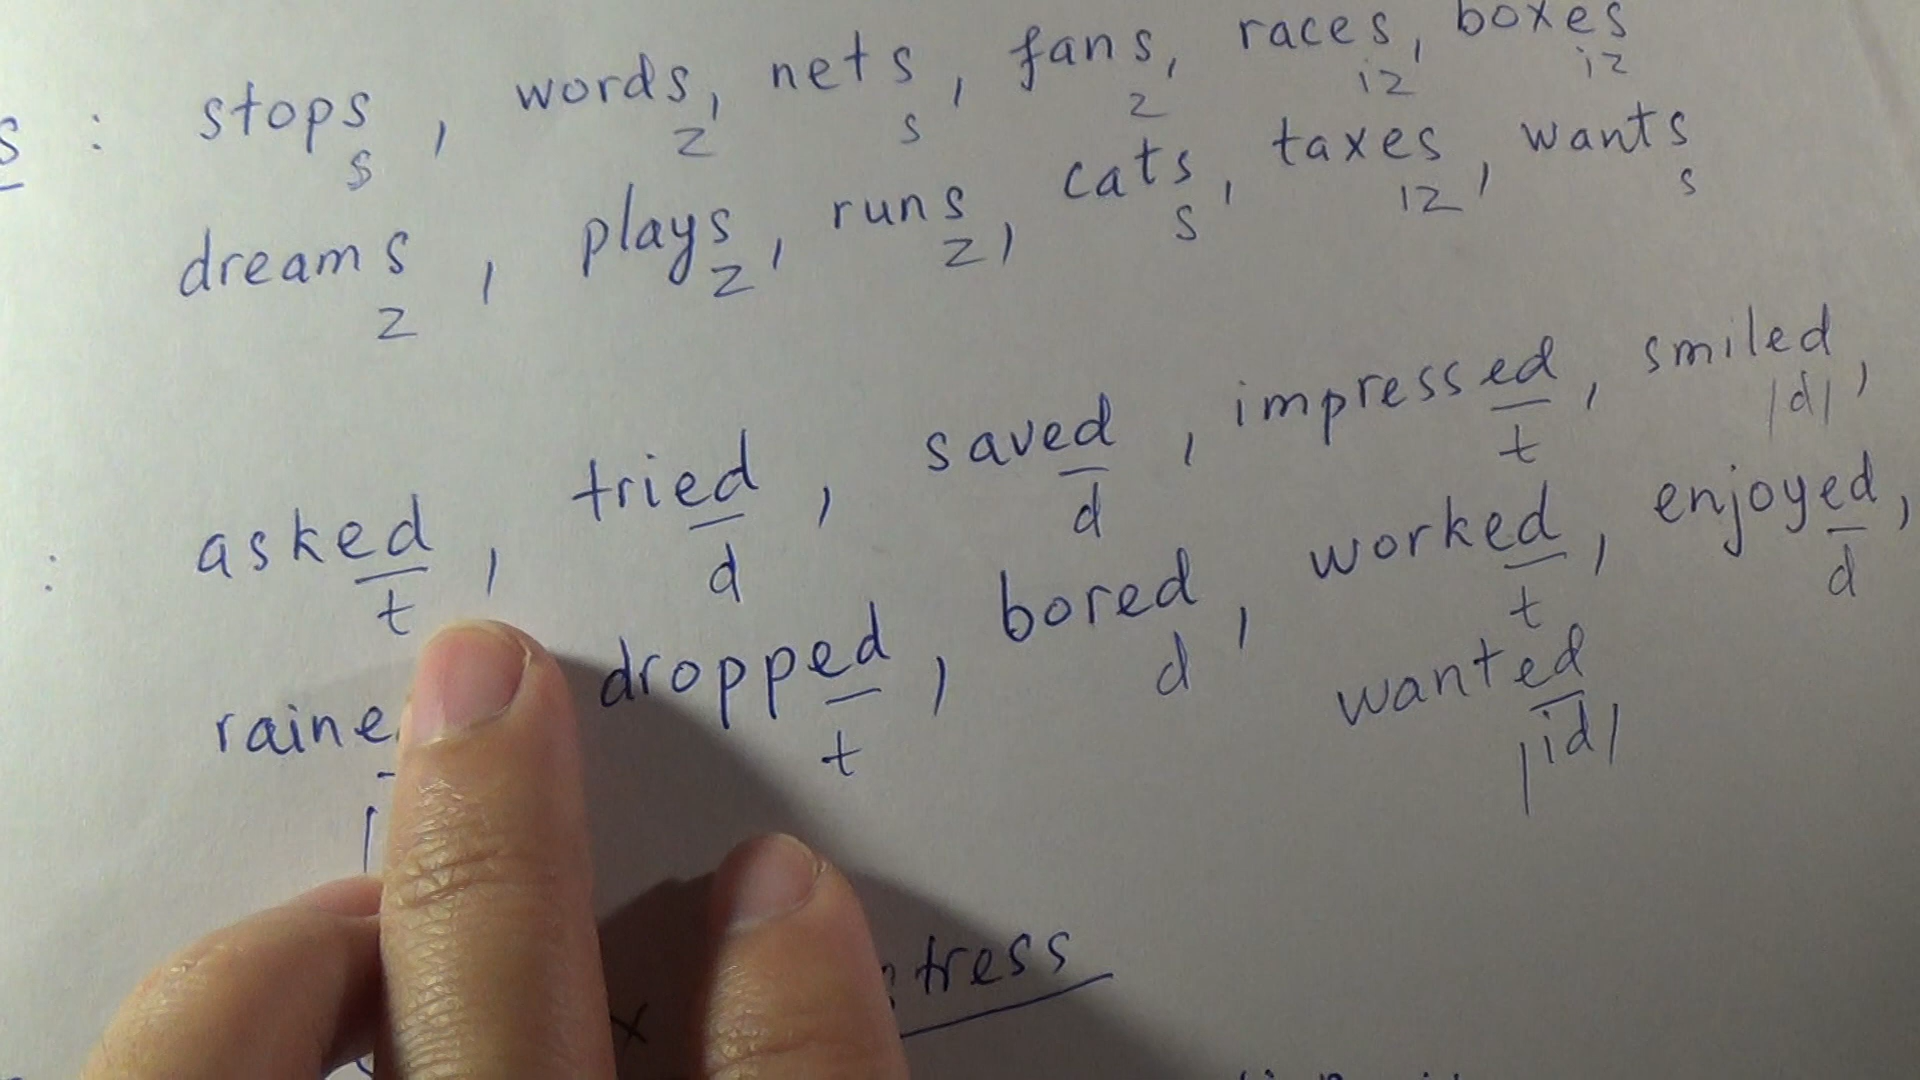 s : stops, words, nets, fans, races, boxes
s z s z iz iz
dreams, plays, runs, cats, taxes, wants
z z z s iz s
: asked, tried, saved, impressed, smiled,
t d d t |d|
raine dropped, bored, worked, enjoyed,
t d t d
wanted
|id|
tress